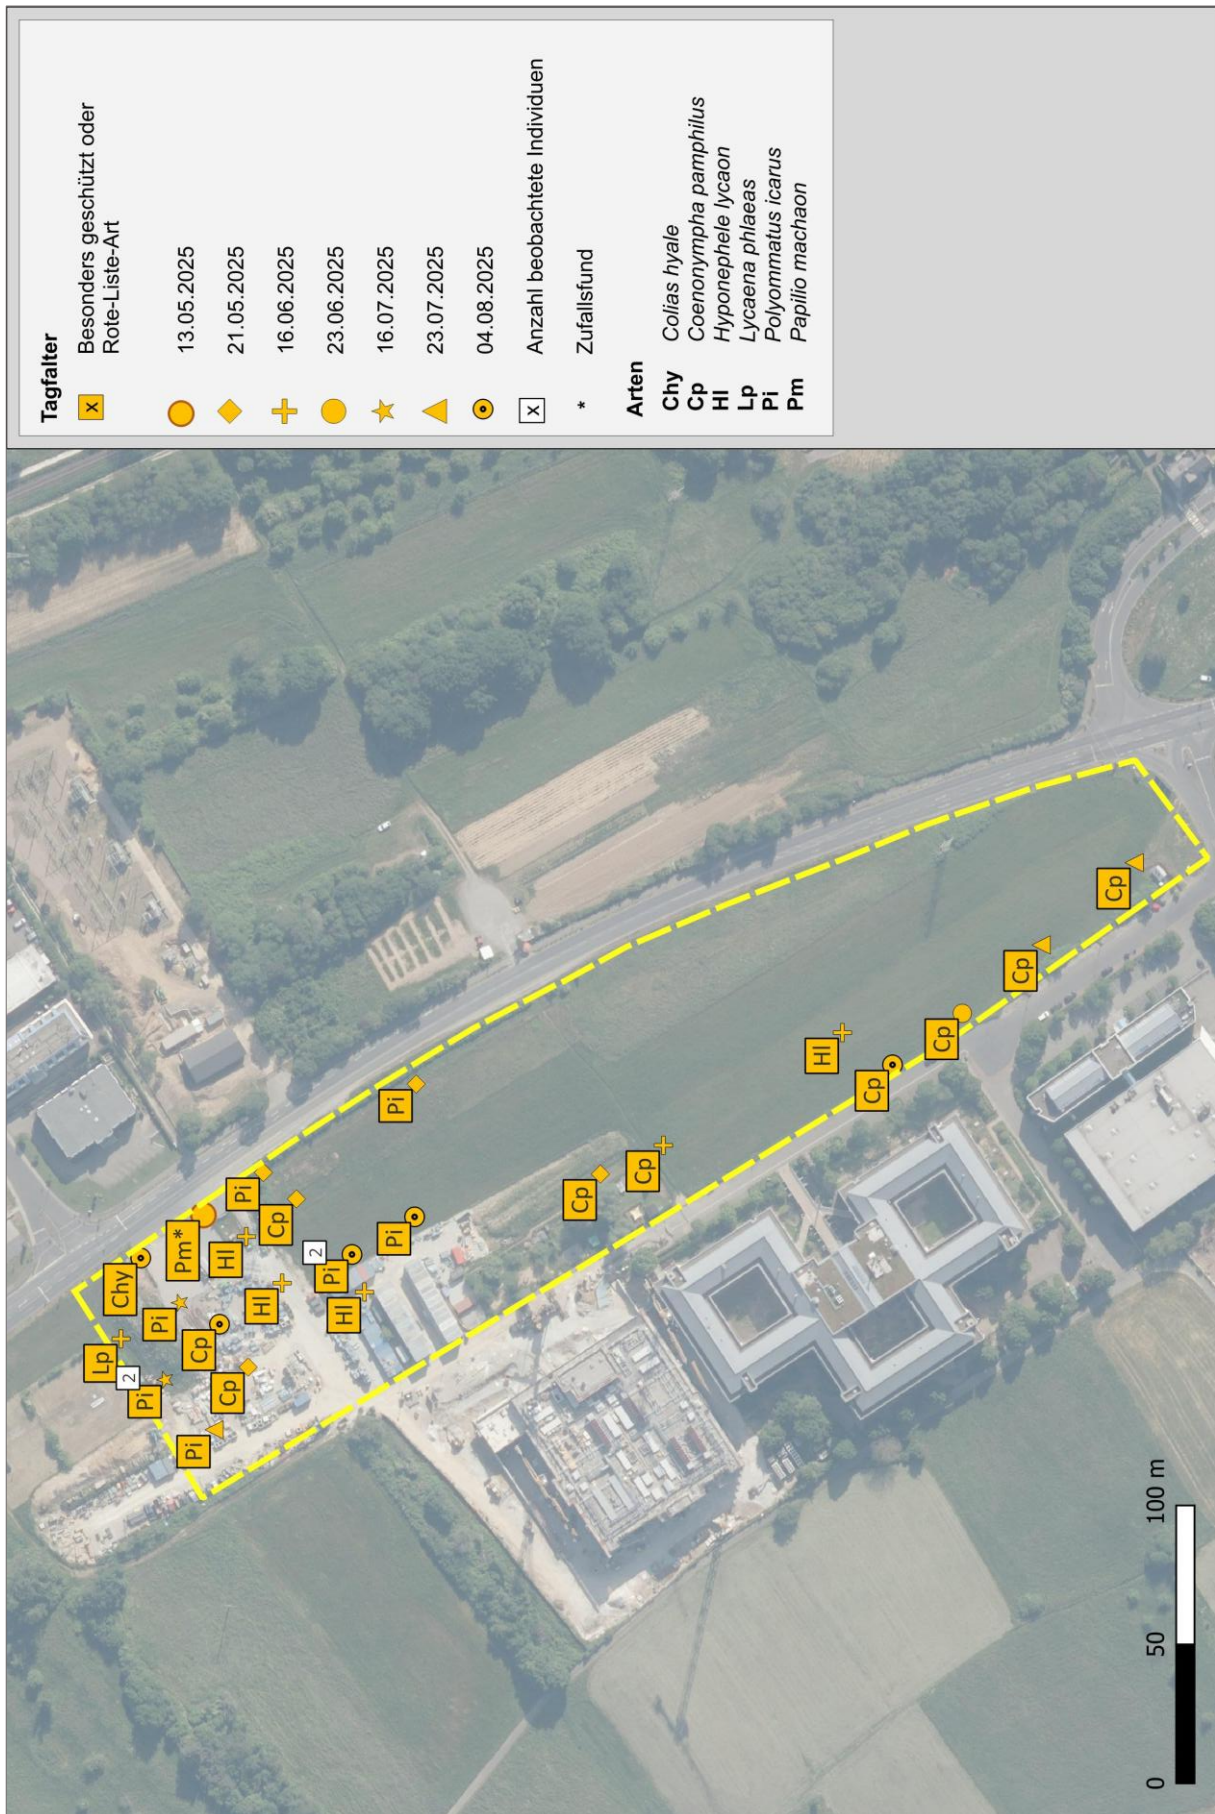 Tagfalter
x Besonders geschützt oder
Rote-Liste-Art
13.05.2025
21.05.2025
16.06.2025
23.06.2025
16.07.2025
23.07.2025
04.08.2025
x Anzahl beobachtete Individuen
* Zufallsfund
Arten
Chy Colias hyale
Cp Coenonympha pamphilus
Hl Hyponephele lycaon
Lp Lycaena phlaeas
Pi Polyommatus icarus
Pm Papilio machaon
Lp
2
Pi
Pi
Chy
Pi
Cp
Cp
Pm*
Hl
Pi
Cp
Hl
2
Pi
Hl
Pi
Pi
Cp
Cp
Hl
Cp
Cp
Cp
Cp
0 50 100 m